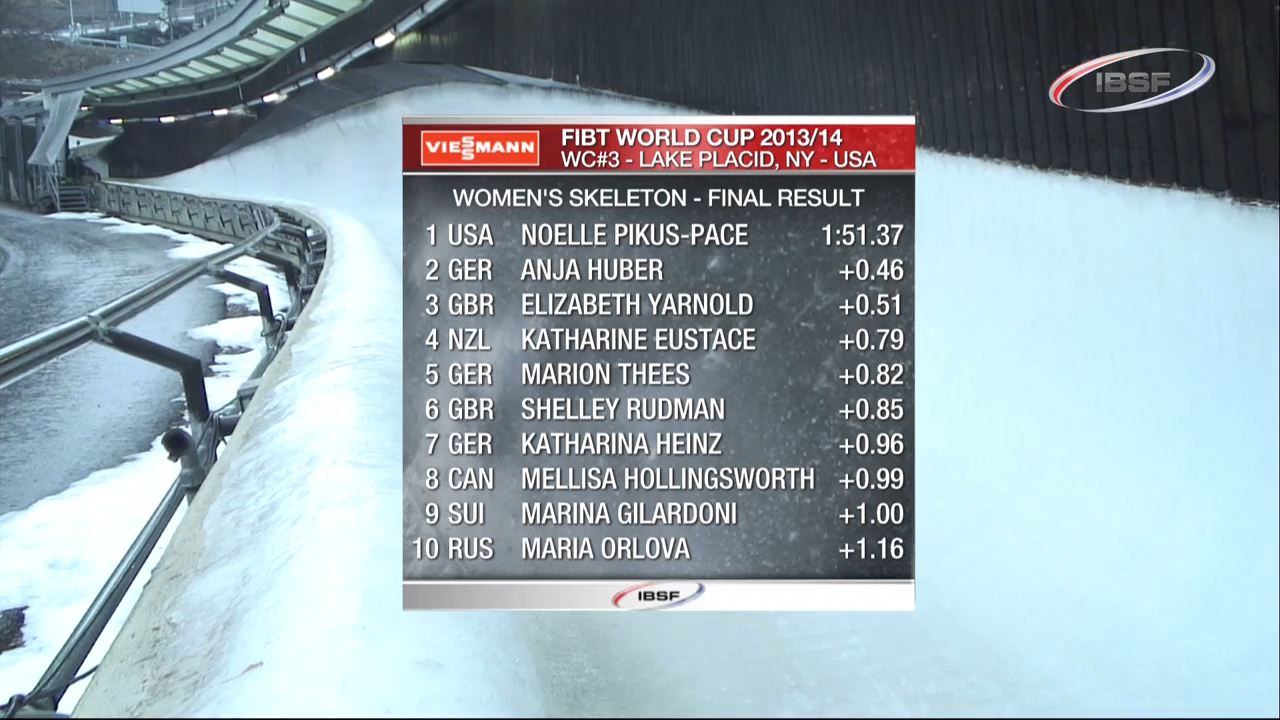 IBSF
VIESSMANN
FIBT WORLD CUP 2013/14
WC#3 - LAKE PLACID, NY - USA
WOMEN'S SKELETON - FINAL RESULT
1 USA NOELLE PIKUS-PACE 1:51.37
2 GER ANJA HUBER +0.46
3 GBR ELIZABETH YARNOLD +0.51
4 NZL KATHARINE EUSTACE +0.79
5 GER MARION THEES +0.82
6 GBR SHELLEY RUDMAN +0.85
7 GER KATHARINA HEINZ +0.96
8 CAN MELLISA HOLLINGSWORTH +0.99
9 SUI MARINA GILARDONI +1.00
10 RUS MARIA ORLOVA +1.16
IBSF